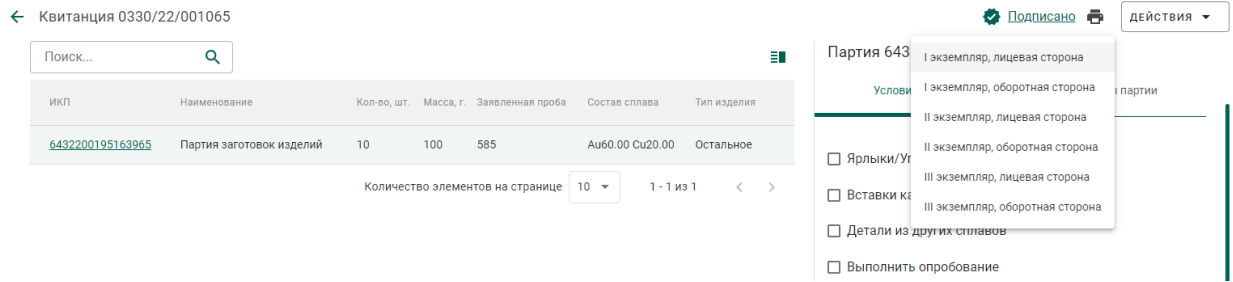 Квитанция 0330/22/001065
Подписано
ДЕЙСТВИЯ
Поиск...
ИКП Наименование Кол-во, шт. Масса, г. Заявленная проба Состав сплава Тип изделия
6432200195163965 Партия заготовок изделий 10 100 585 Au60.00 Cu20.00 Остальное
Количество элементов на странице 10 1 - 1 из 1
Партия 643
Услови партии
I экземпляр, лицевая сторона
I экземпляр, оборотная сторона
II экземпляр, лицевая сторона
II экземпляр, оборотная сторона
III экземпляр, лицевая сторона
III экземпляр, оборотная сторона
Ярлыки/У
Вставки ка
Детали из других сплавов
Выполнить опробование